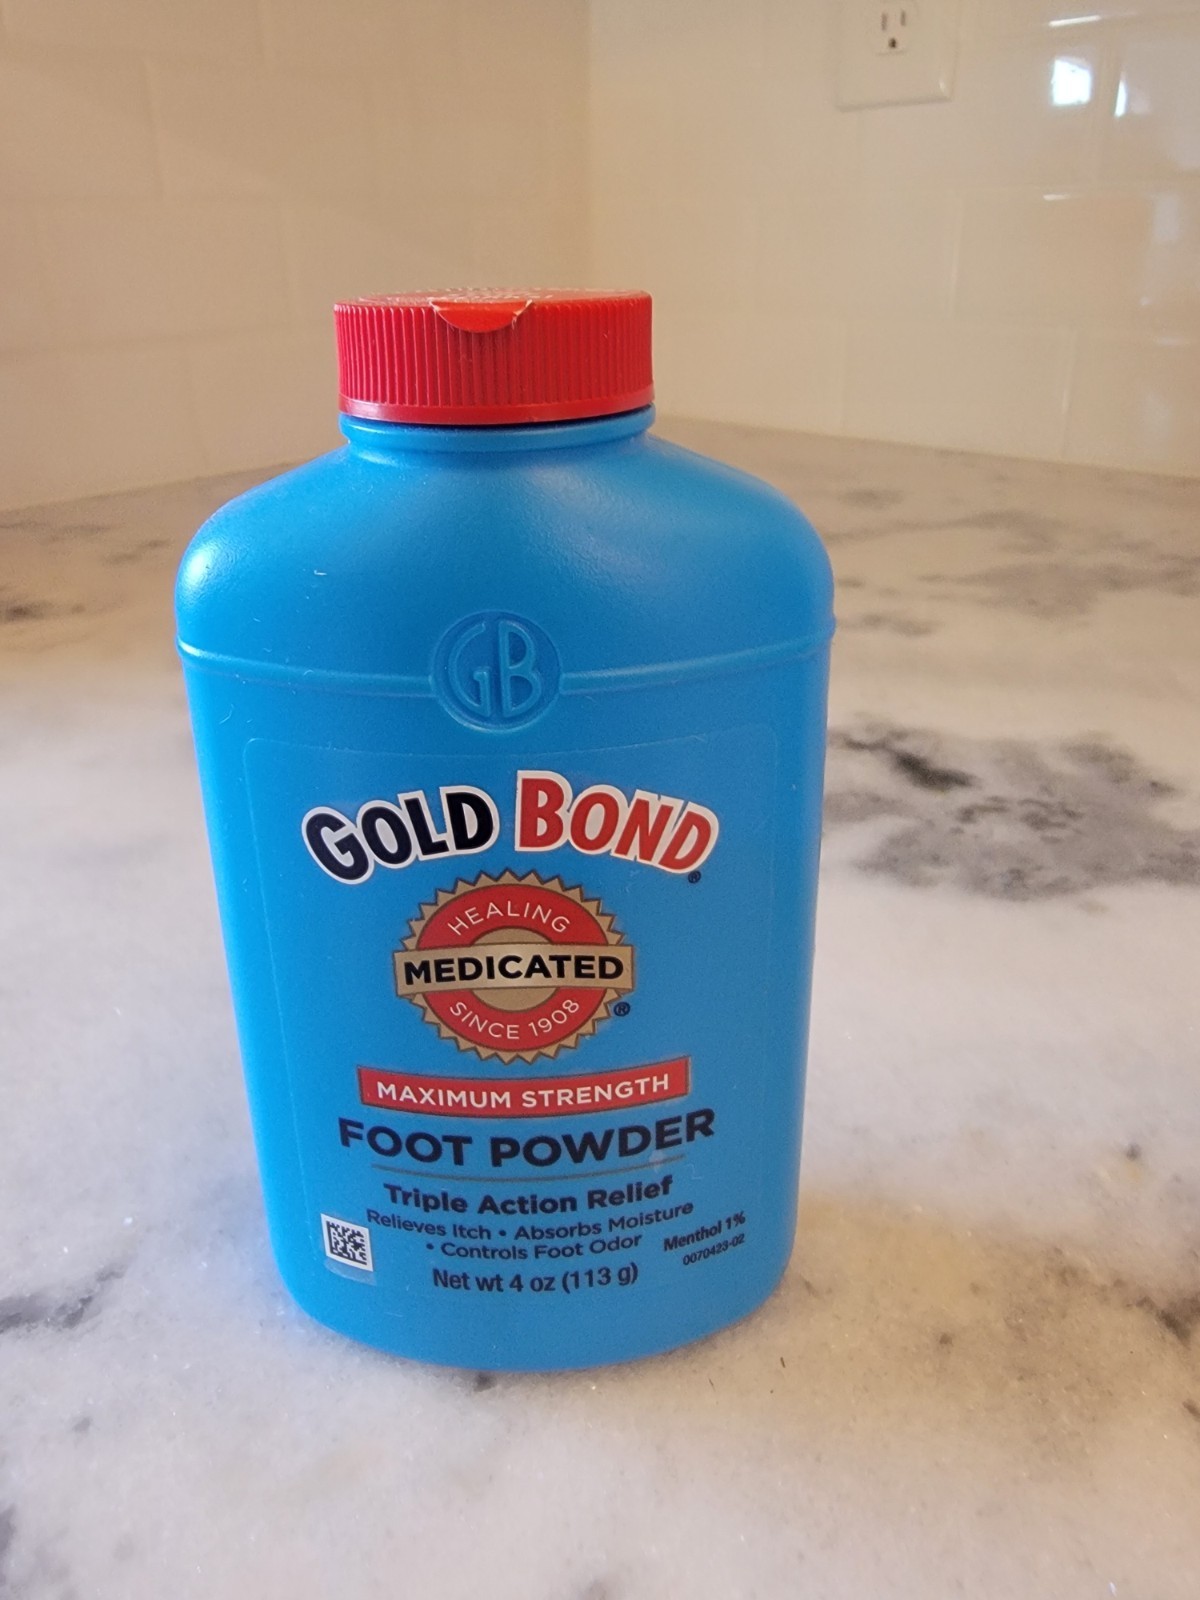 GB
GOLD BOND®
HEALING
MEDICATED
SINCE 1908
®
MAXIMUM STRENGTH
FOOT POWDER
Triple Action Relief
Relieves Itch • Absorbs Moisture
• Controls Foot Odor
Menthol 1%
0070423-02
Net wt 4 oz (113 g)